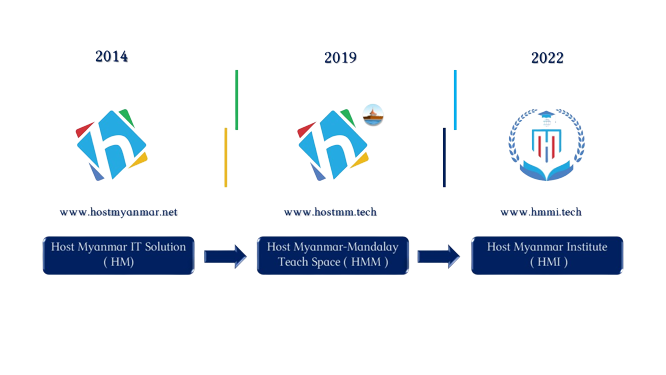 2014
2019
2022
www.hostmyanmar.net
www.hostmm.tech
www.hmmi.tech
Host Myanmar IT Solution
( HM)
Host Myanmar-Mandalay
Teach Space ( HMM )
Host Myanmar Institute
( HMI )